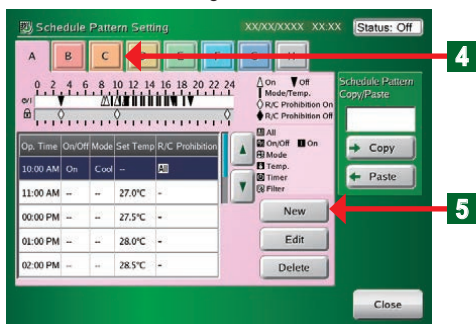 Schedule Pattern Setting XX/XX/XXXX XX:XX Status: Off
A B C
4
0 2 4 6 8 10 12 14 16 18 20 22 24
On Off
Mode/Temp.
R/C Prohibition On
R/C Prohibition Off
Schedule Pattern
Copy/Paste
Op. Time On/Off Mode Set Temp R/C Prohibition
10:00 AM On Cool -- All
11:00 AM -- -- 27.0°C -
00:00 PM -- -- 27.5°C -
01:00 PM -- -- 28.0°C -
02:00 PM -- -- 28.5°C -
All
On/Off On
Mode
Temp.
Timer
Filter
Copy
Paste
New
5
Edit
Delete
Close